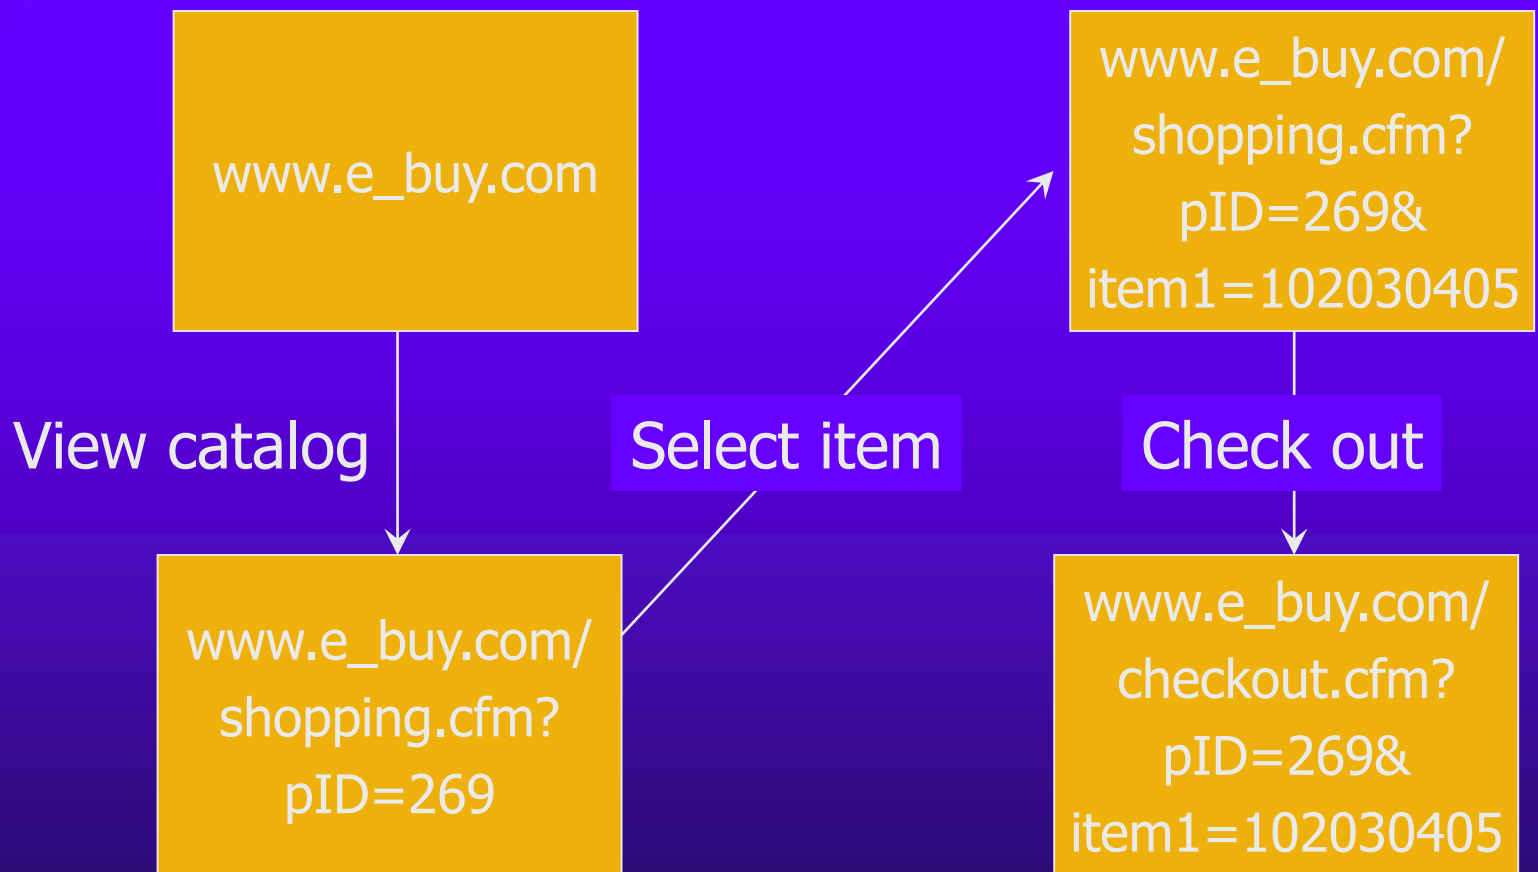 www.e_buy.com
View catalog
www.e_buy.com/
shopping.cfm?
pID=269
Select item
www.e_buy.com/
shopping.cfm?
pID=269&
item1=102030405
Check out
www.e_buy.com/
checkout.cfm?
pID=269&
item1=102030405